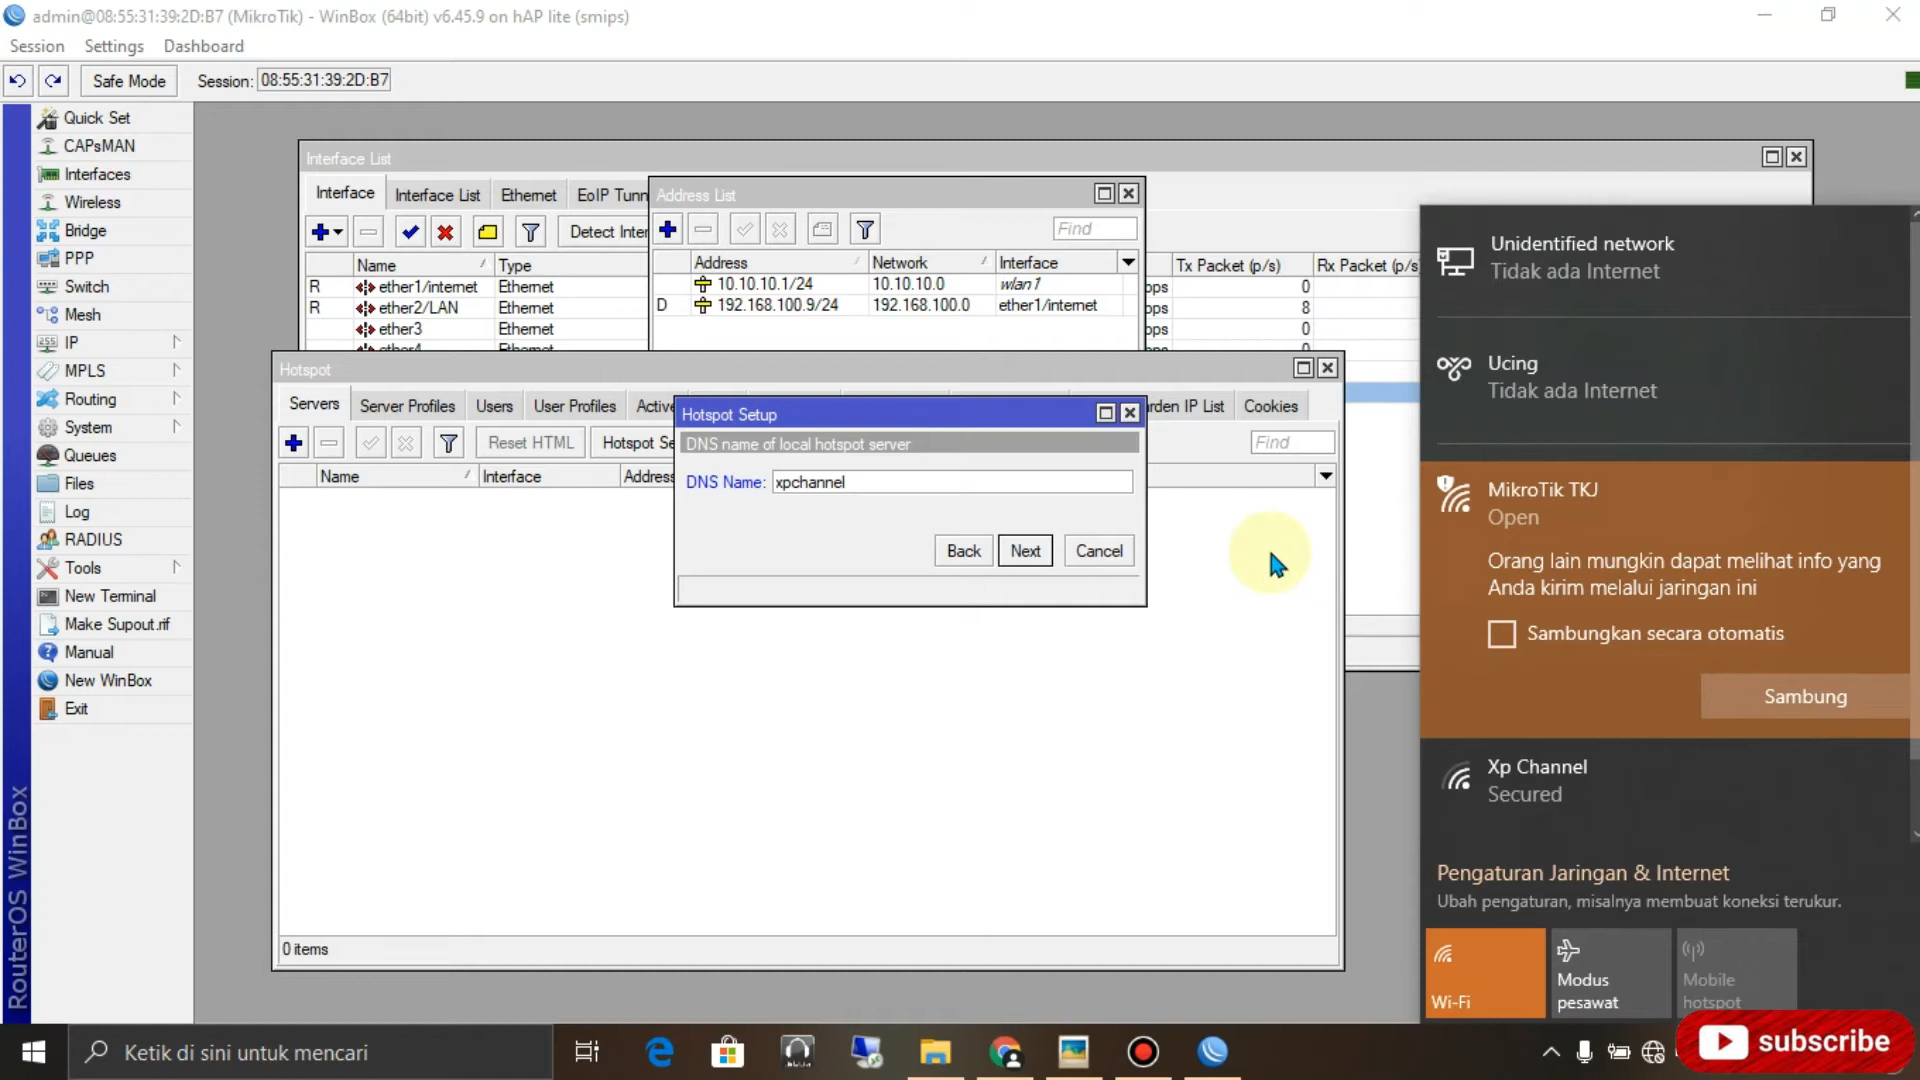 admin@08:55:31:39:2D:B7 (MikroTik) - WinBox (64bit) v6.45.9 on hAP lite (smips)
Session Settings Dashboard
Safe Mode Session: 08:55:31:39:2D:B7
Quick Set
CAPsMAN
Interfaces
Wireless
Bridge
PPP
Switch
Mesh
IP
MPLS
Routing
System
Queues
Files
Log
RADIUS
Tools
New Terminal
Make Supout.rif
Manual
New WinBox
Exit
RouterOS WinBox
Interface List
Interface Interface List Ethernet EoIP Tunn
Detect Inter
Name Type Tx Packet (p/s) Rx Packet (p/s
R ether1/internet Ethernet ops 0
R ether2/LAN Ethernet ops 8
ether3 Ethernet ops 0
ether4 Ethernet ops 0
Address List
Find
Address Network Interface
10.10.10.1/24 10.10.10.0 wlan1
D 192.168.100.9/24 192.168.100.0 ether1/internet
Hotspot
Servers Server Profiles Users User Profiles Active arden IP List Cookies
Reset HTML Hotspot Se Find
Name Interface Address
0 items
Hotspot Setup
DNS name of local hotspot server
DNS Name: xpchannel
Back Next Cancel
Unidentified network
Tidak ada Internet
Ucing
Tidak ada Internet
MikroTik TKJ
Open
Orang lain mungkin dapat melihat info yang
Anda kirim melalui jaringan ini
Sambungkan secara otomatis
Sambung
Xp Channel
Secured
Pengaturan Jaringan & Internet
Ubah pengaturan, misalnya membuat koneksi terukur.
Wi-Fi
Modus
pesawat
Mobile
hotspot
Ketik di sini untuk mencari
subscribe